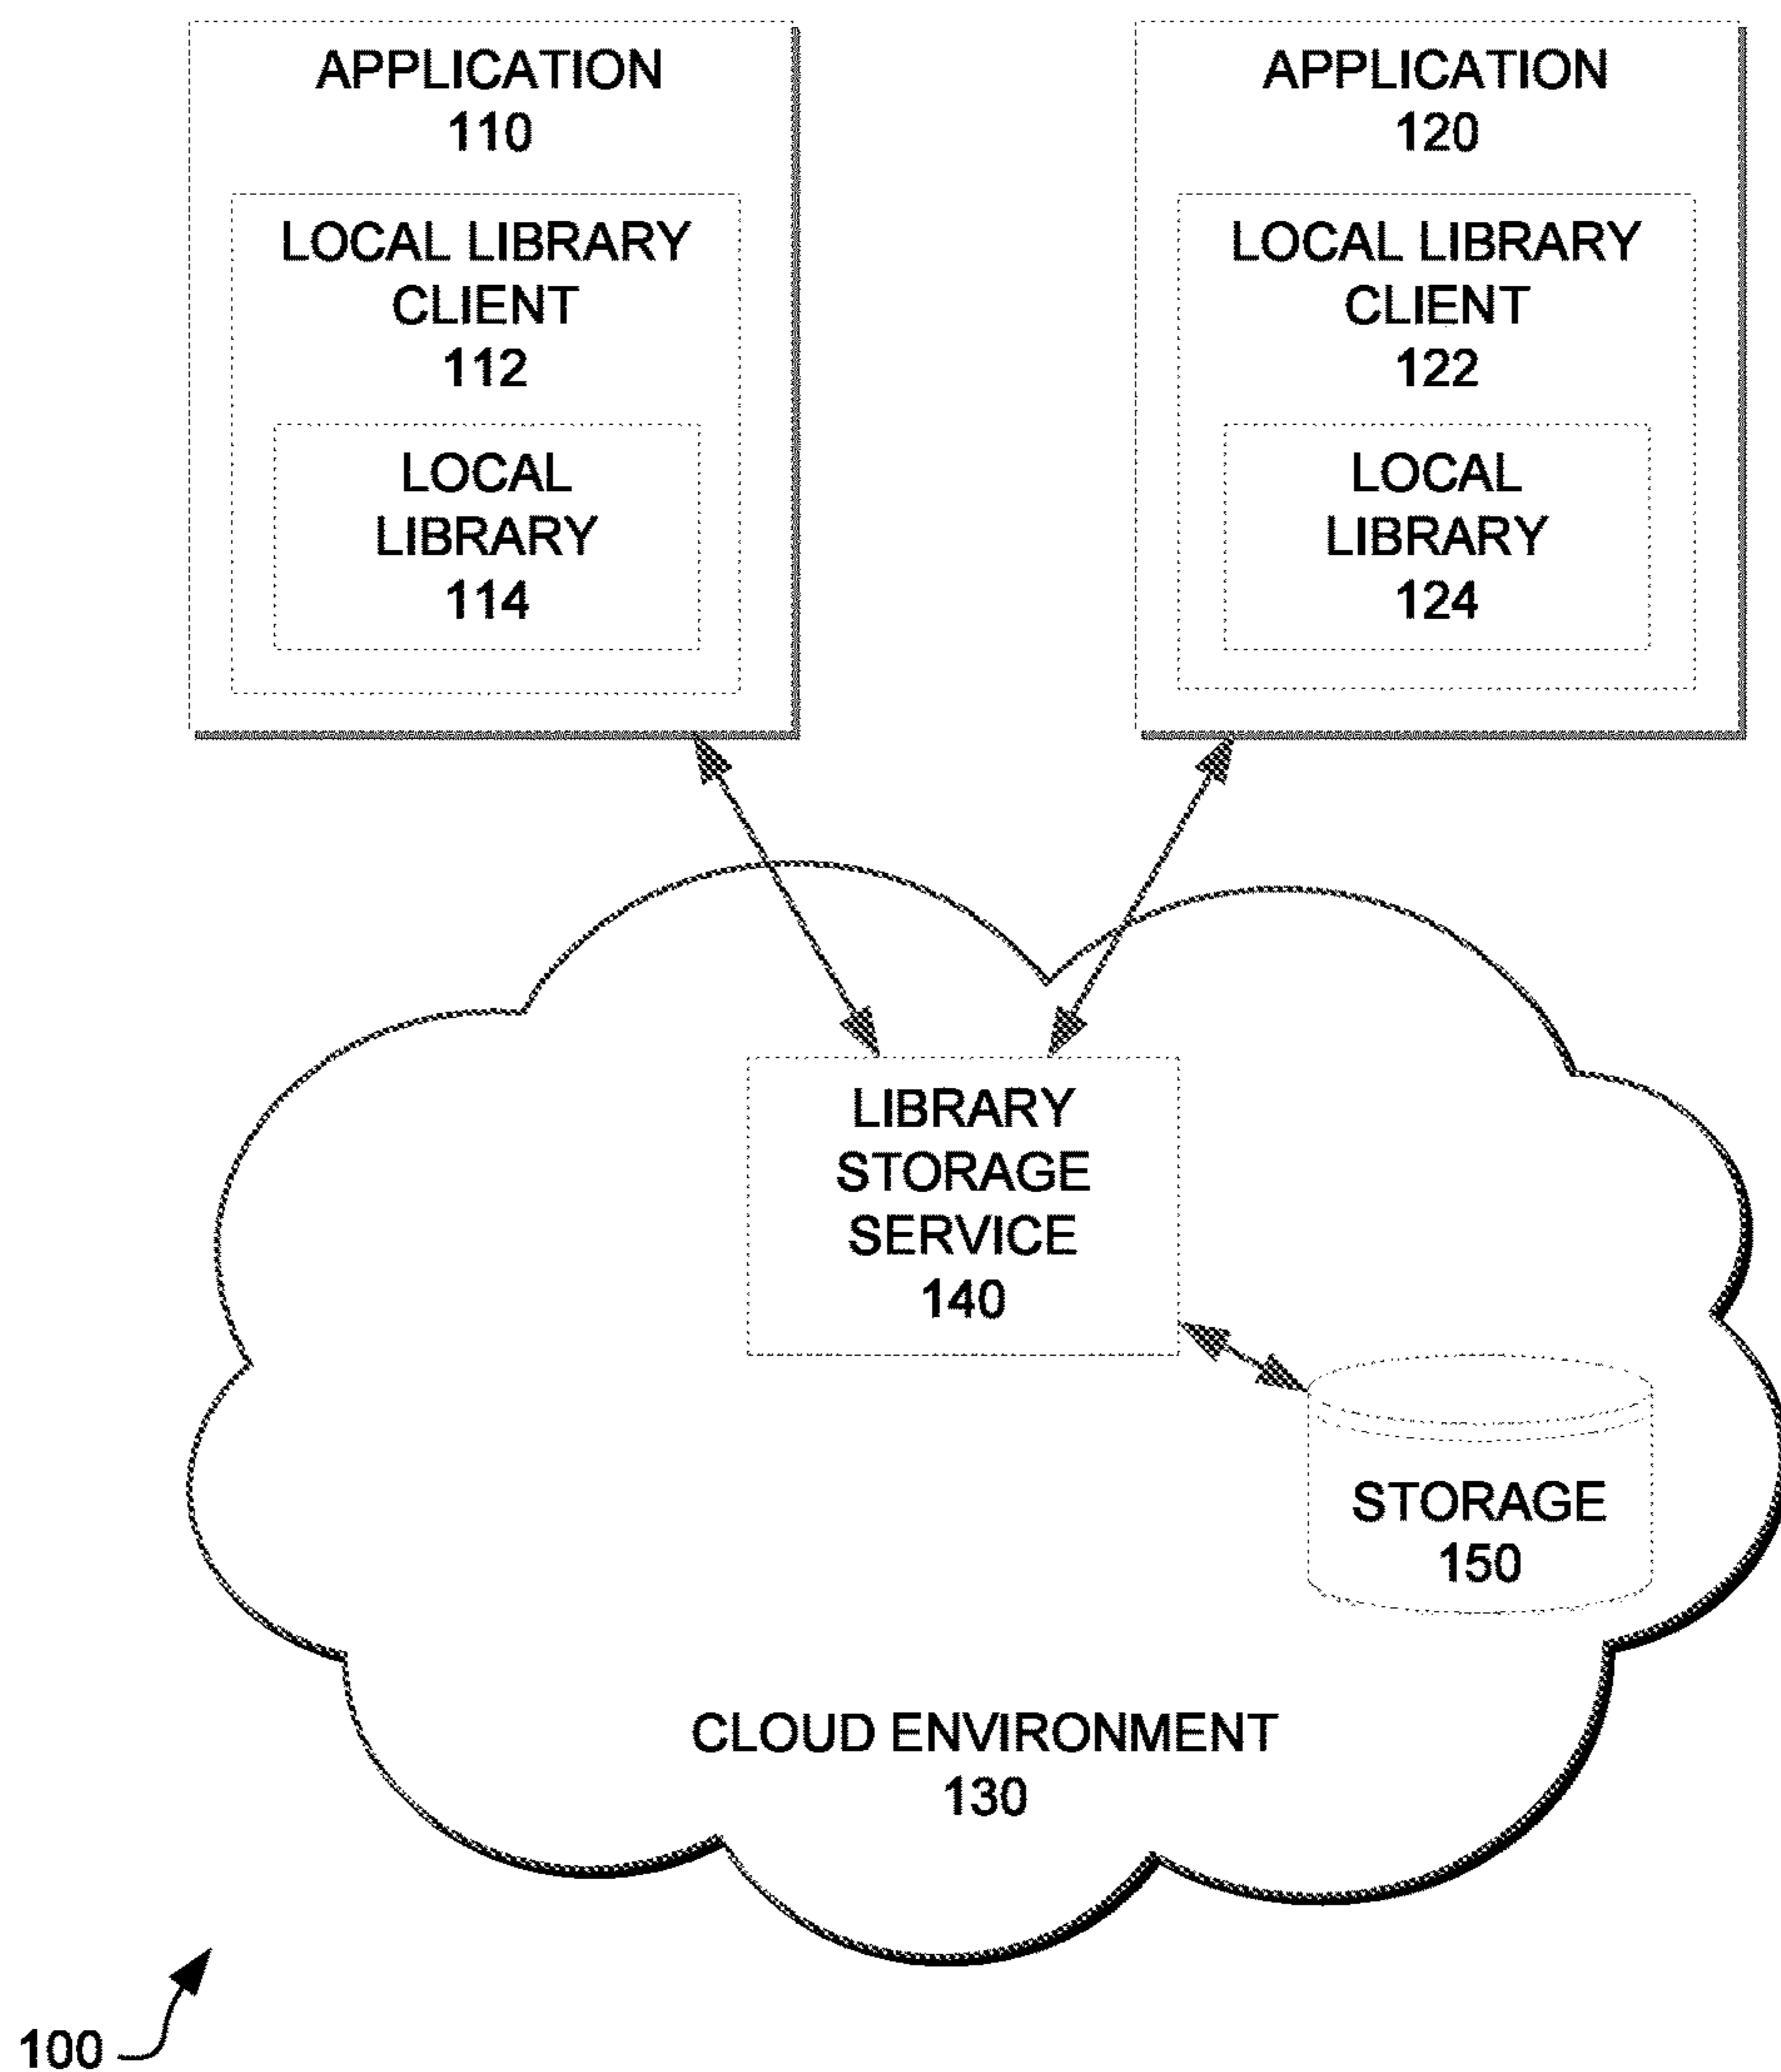 APPLICATION
110
LOCAL LIBRARY
CLIENT
112
LOCAL
LIBRARY
114
APPLICATION
120
LOCAL LIBRARY
CLIENT
122
LOCAL
LIBRARY
124
LIBRARY
STORAGE
SERVICE
140
STORAGE
150
CLOUD ENVIRONMENT
130
100